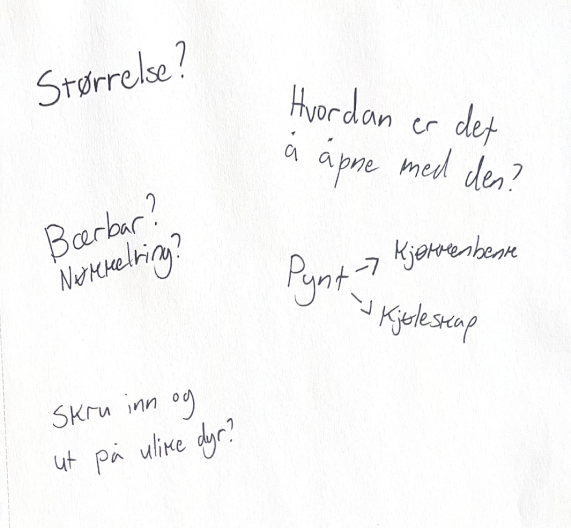 Størrelse?
Hvordan er det
å åpne med den?
Bærbar?
Nøkkelring?
Pynt → Kjøkkenbenk
↘ Kjøleskap
Skru inn og
ut på ulike dyr?